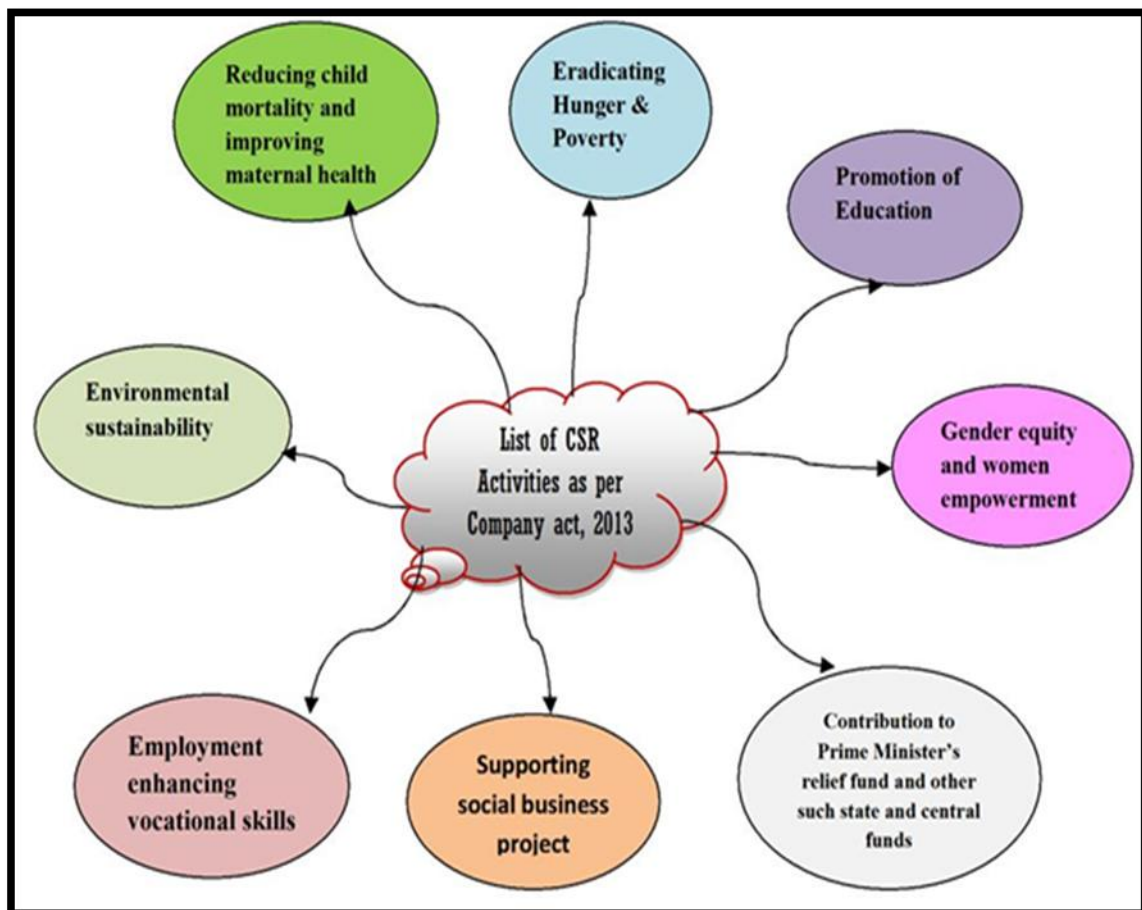 Reducing child
mortality and
improving
maternal health
Eradicating
Hunger &
Poverty
Promotion of
Education
Environmental
sustainability
List of CSR
Activities as per
Company act, 2013
Gender equity
and women
empowerment
Employment
enhancing
vocational skills
Supporting
social business
project
Contribution to
Prime Minister’s
relief fund and other
such state and central
funds